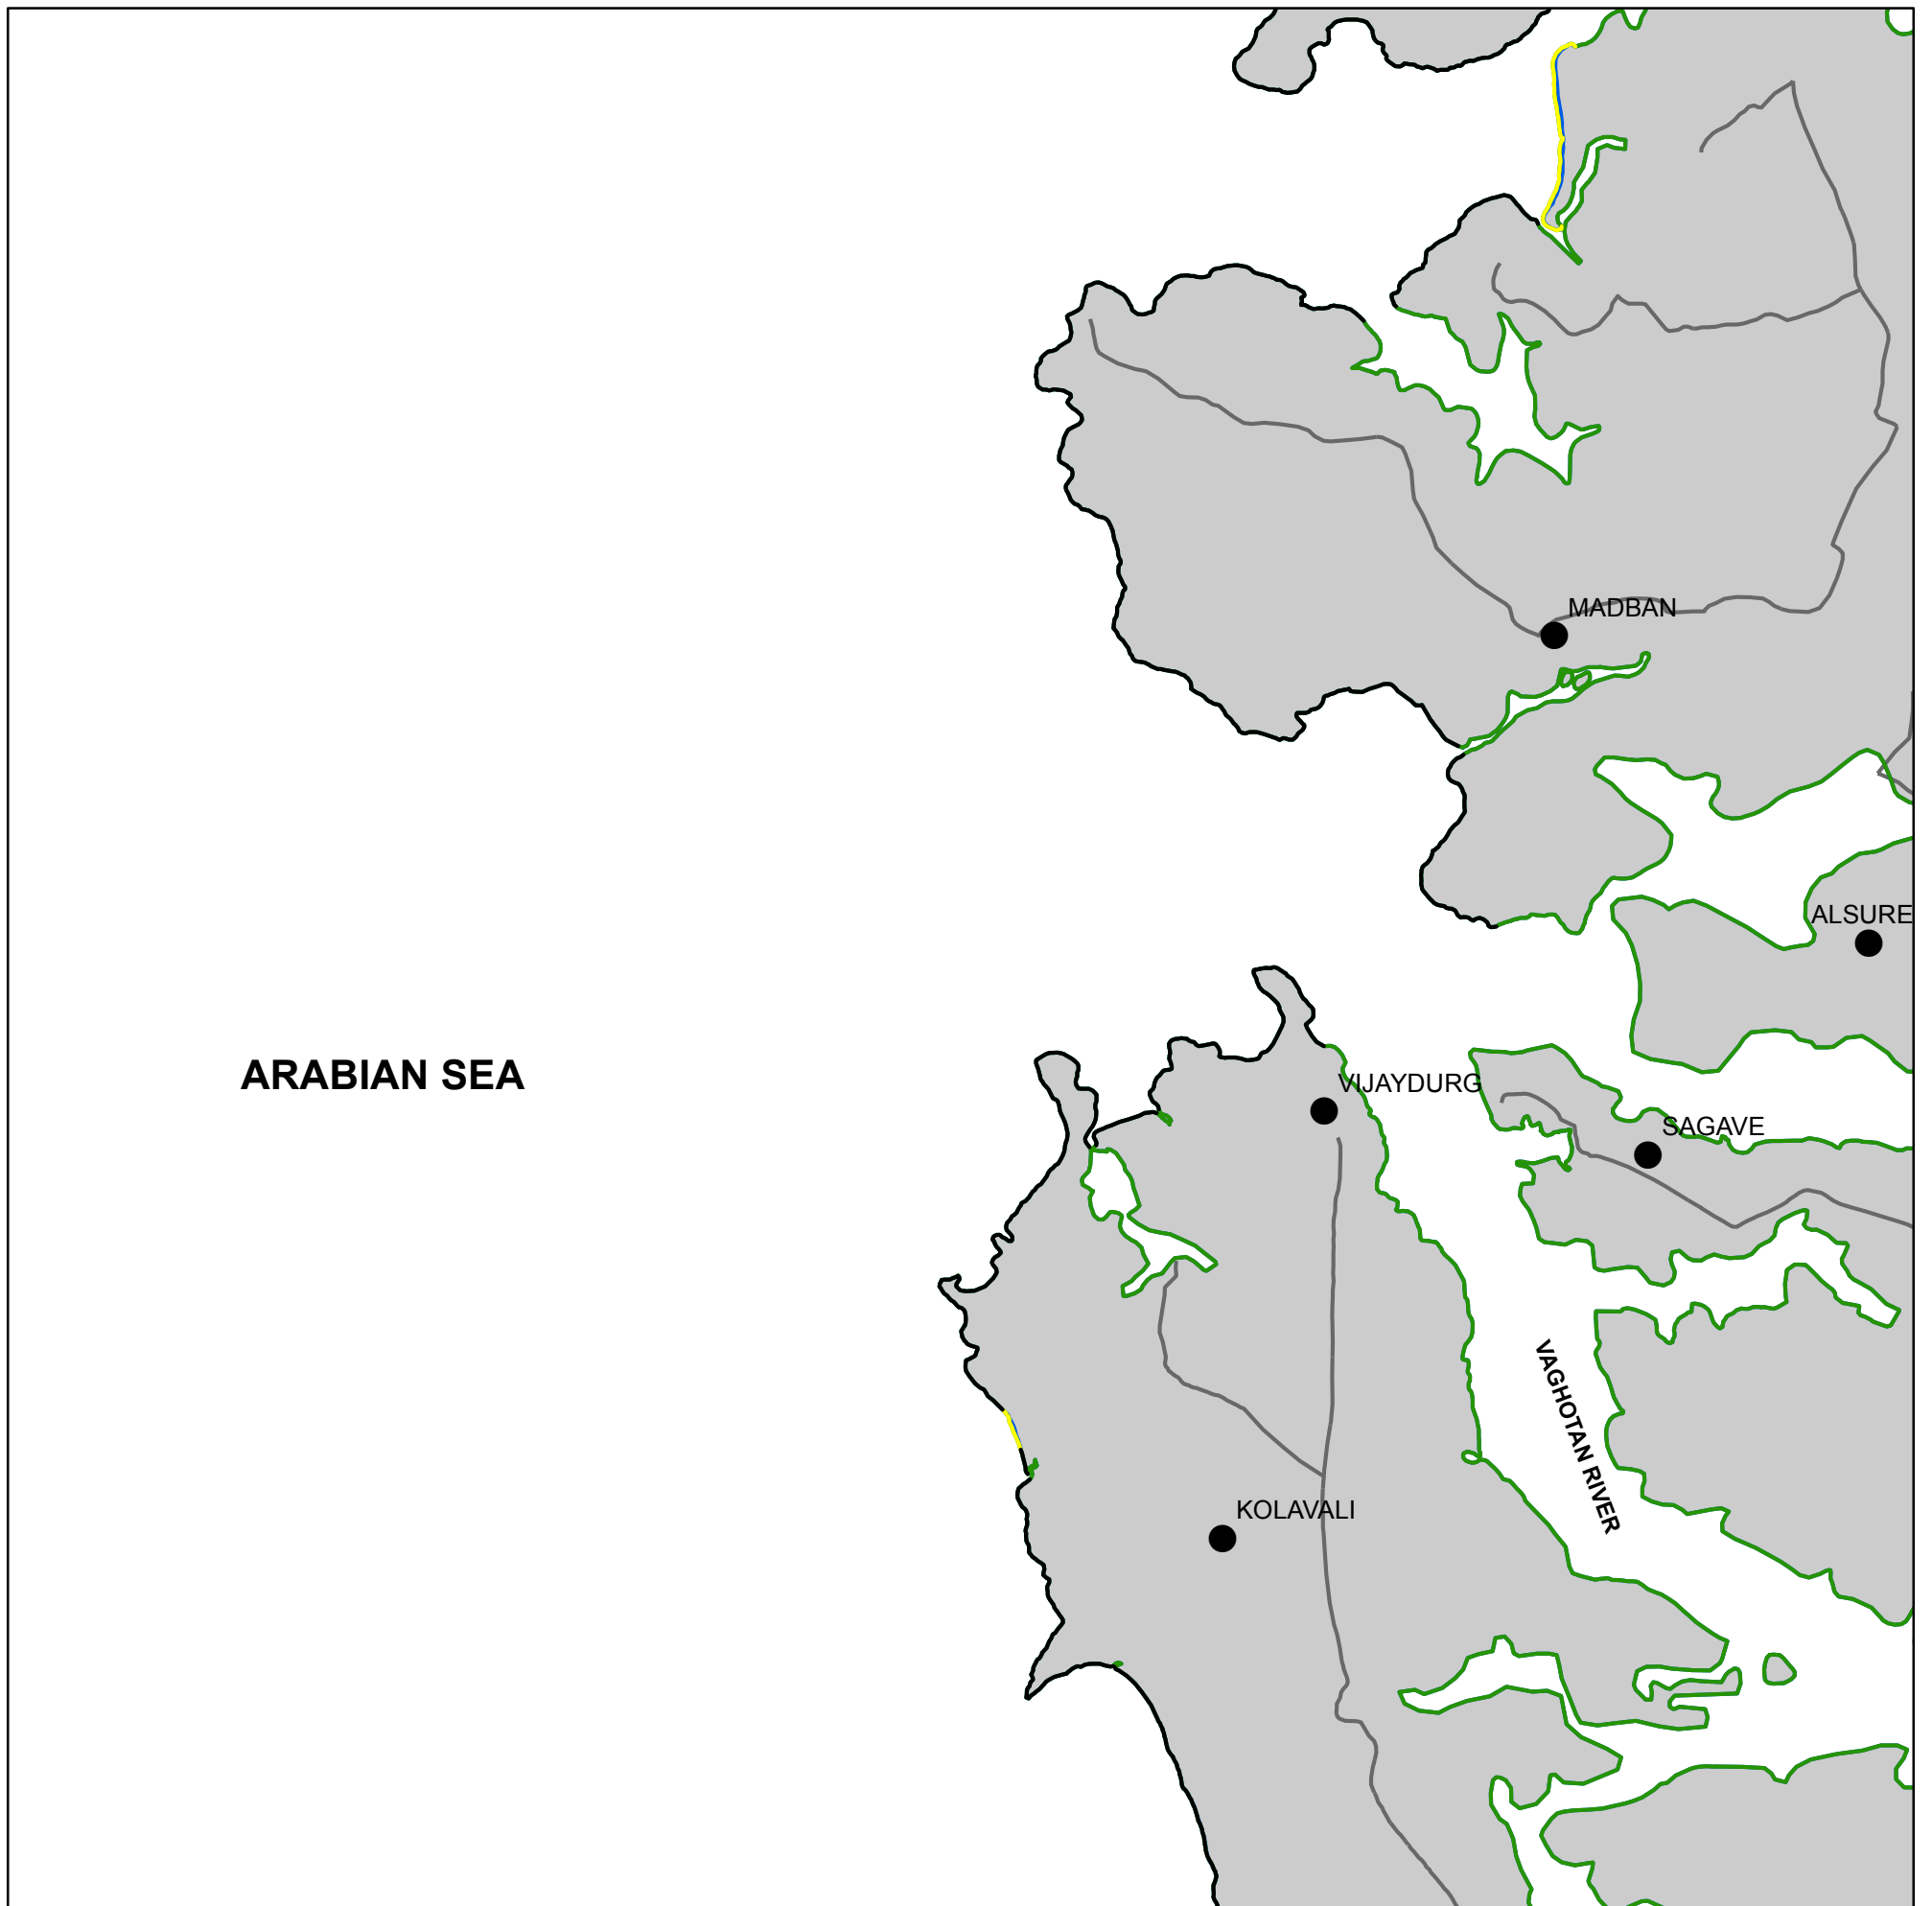 MADBAN
ALSURE
ARABIAN SEA
VIJAYDURG
SAGAVE
VAGHOTAN RIVER
KOLAVALI